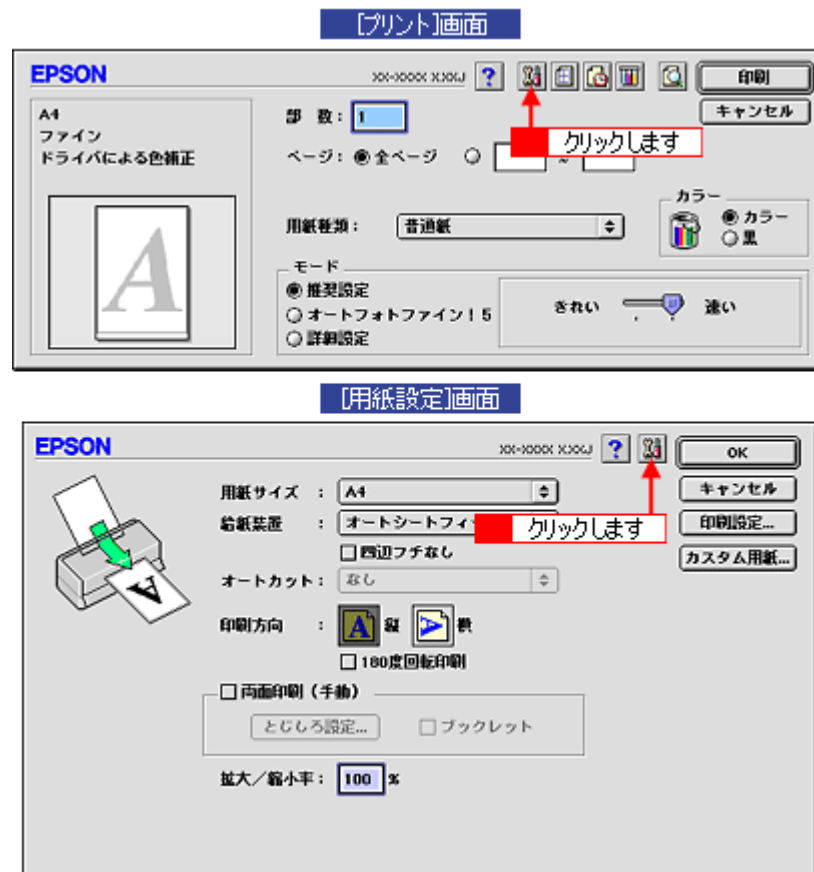 [プリント]画面
EPSON
XX-XXXX X.XXJ
?
印刷
キャンセル
A4
ファイン
ドライバによる色補正
A
部 数: 1
クリックします
ページ: 全ページ ~
用紙種類: 普通紙
カラー
カラー
黒
モード
推奨設定
オートフォトファイン!5
詳細設定
きれい 速い
[用紙設定]画面
EPSON
XX-XXXX X.XXJ
?
OK
キャンセル
印刷設定...
カスタム用紙...
A
用紙サイズ : A4
給紙装置 : オートシートフィ
クリックします
四辺フチなし
オートカット: なし
印刷方向 : A 縦 A 横
180度回転印刷
両面印刷(手動)
とじしろ設定... ブックレット
拡大/縮小率: 100 %